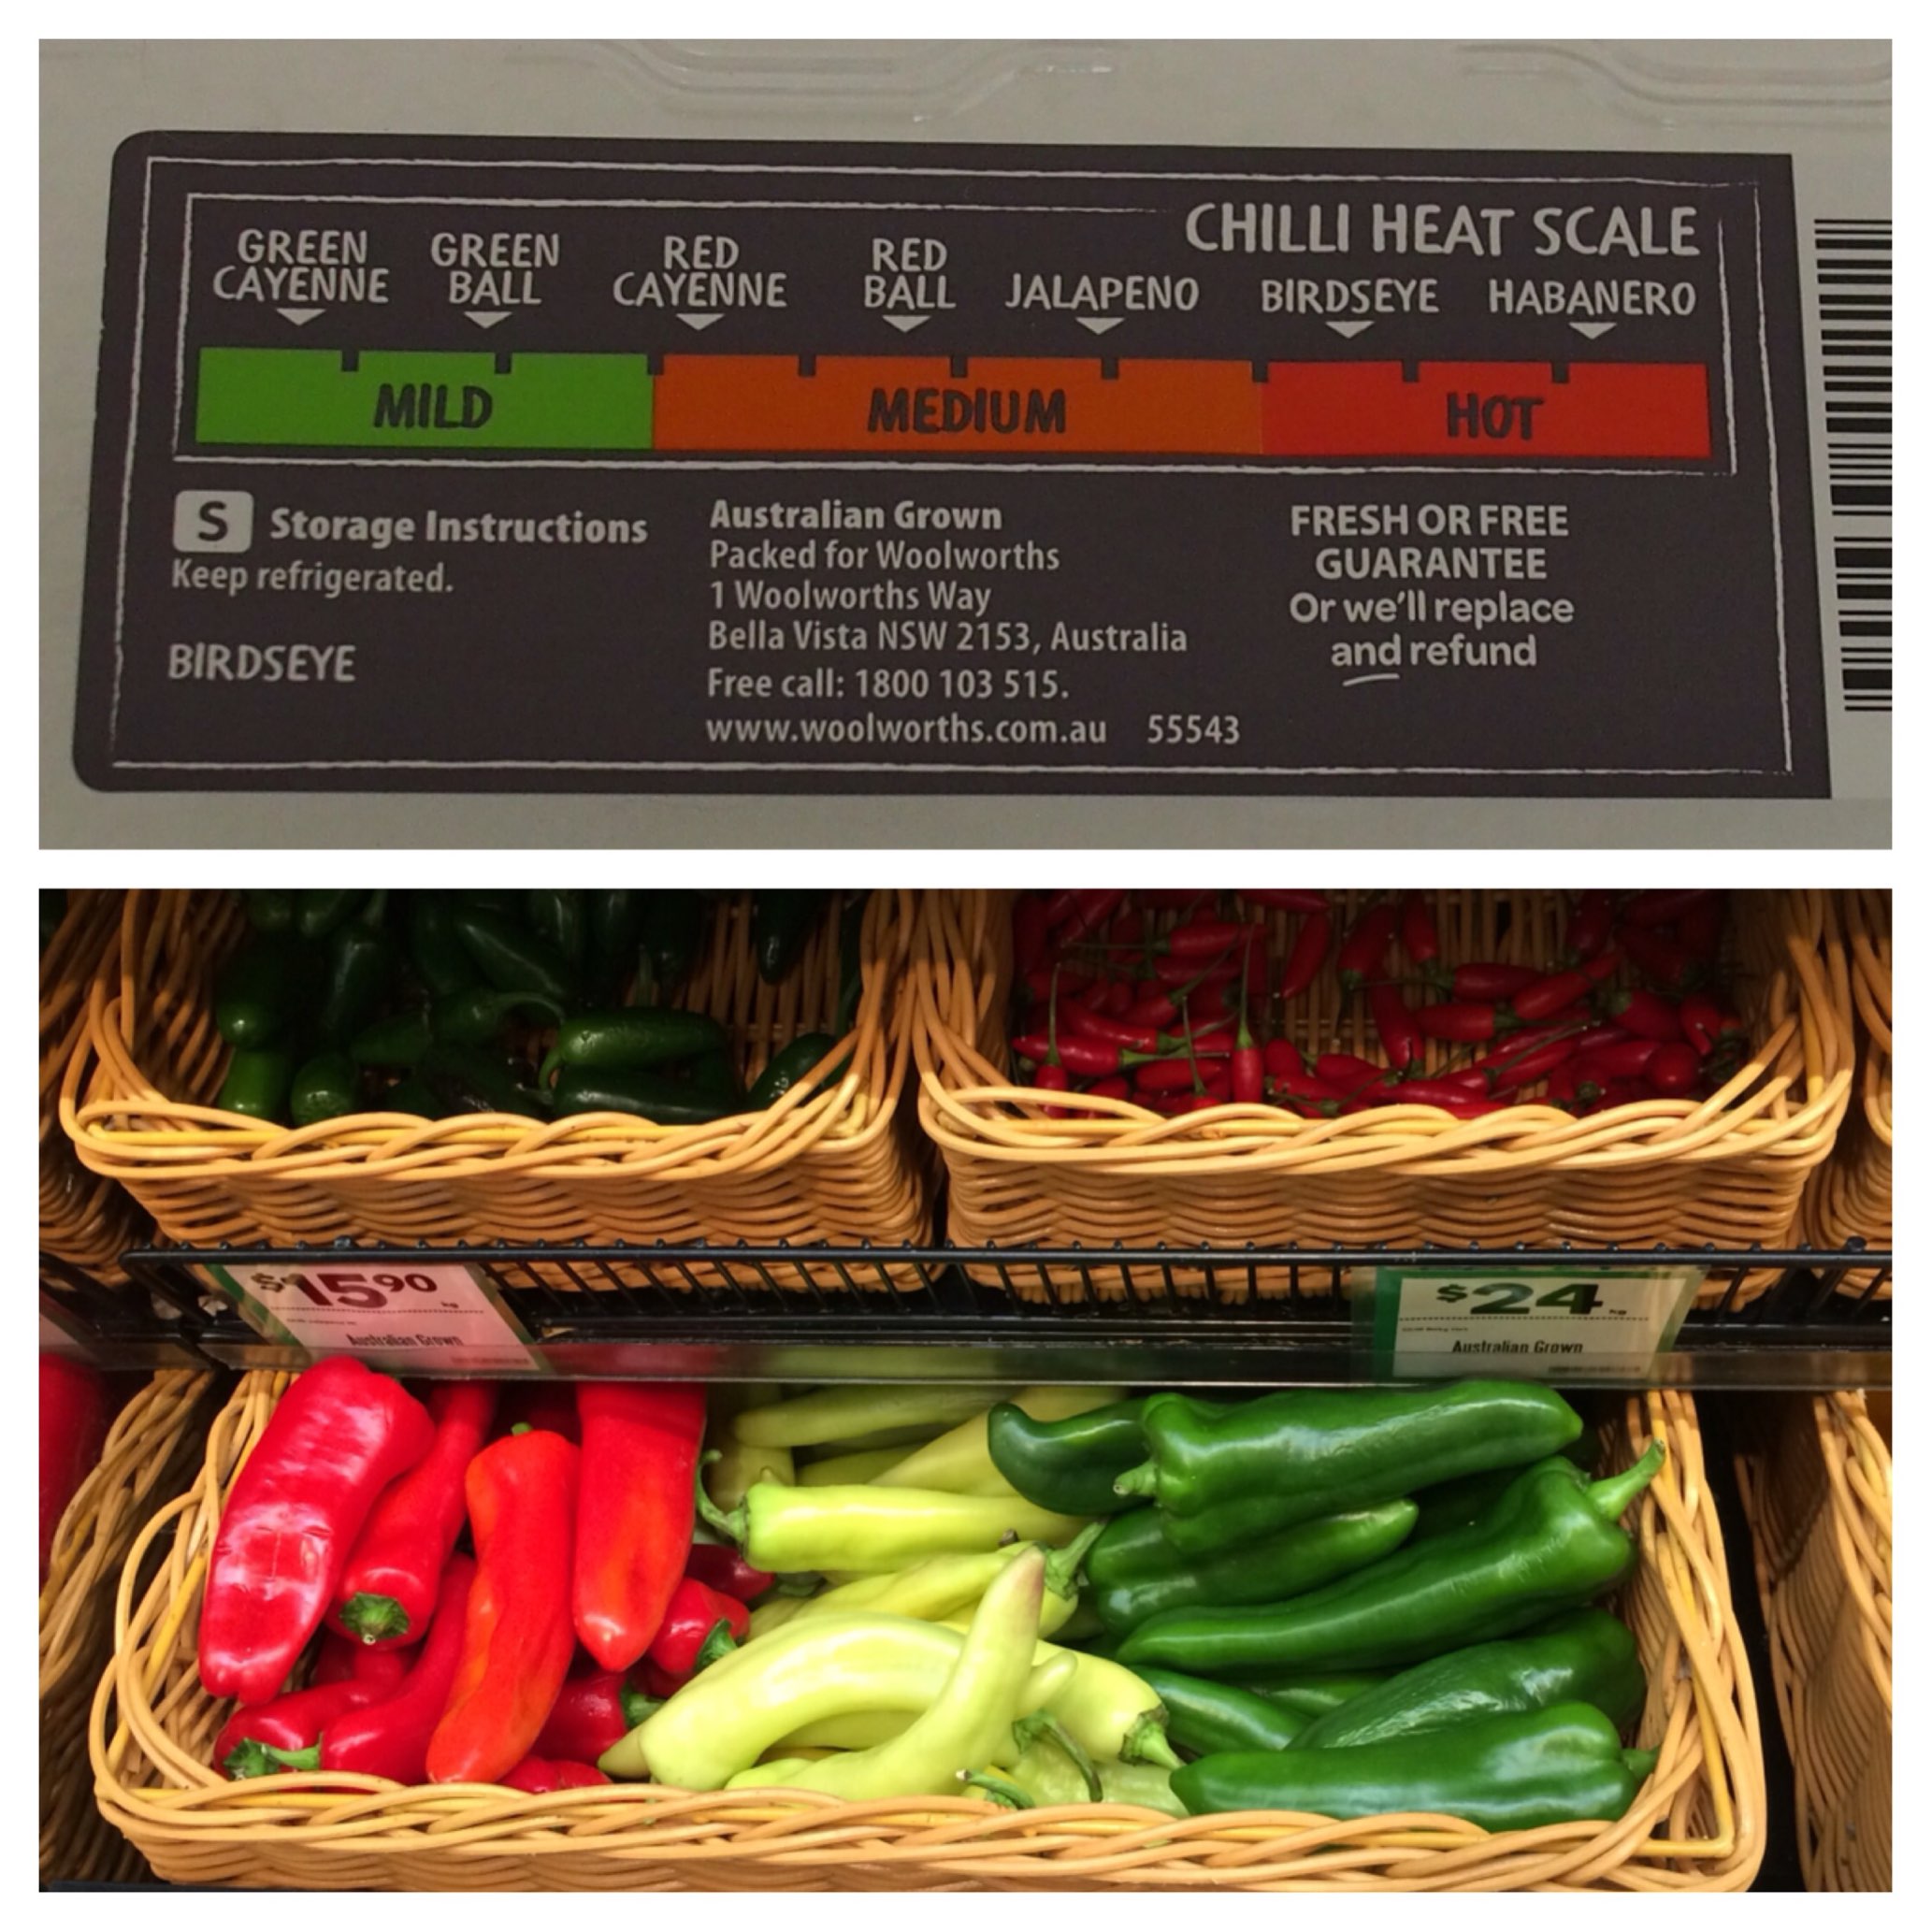 CHILLI HEAT SCALE
GREEN
CAYENNE
GREEN
BALL
RED
CAYENNE
RED
BALL
JALAPENO
BIRDSEYE
HABANERO
MILD
MEDIUM
HOT
S Storage Instructions
Keep refrigerated.
BIRDSEYE
Australian Grown
Packed for Woolworths
1 Woolworths Way
Bella Vista NSW 2153, Australia
Free call: 1800 103 515.
www.woolworths.com.au 55543
FRESH OR FREE
GUARANTEE
Or we'll replace
and refund
$15 90 kg
Australian Grown
$24 kg
Australian Grown